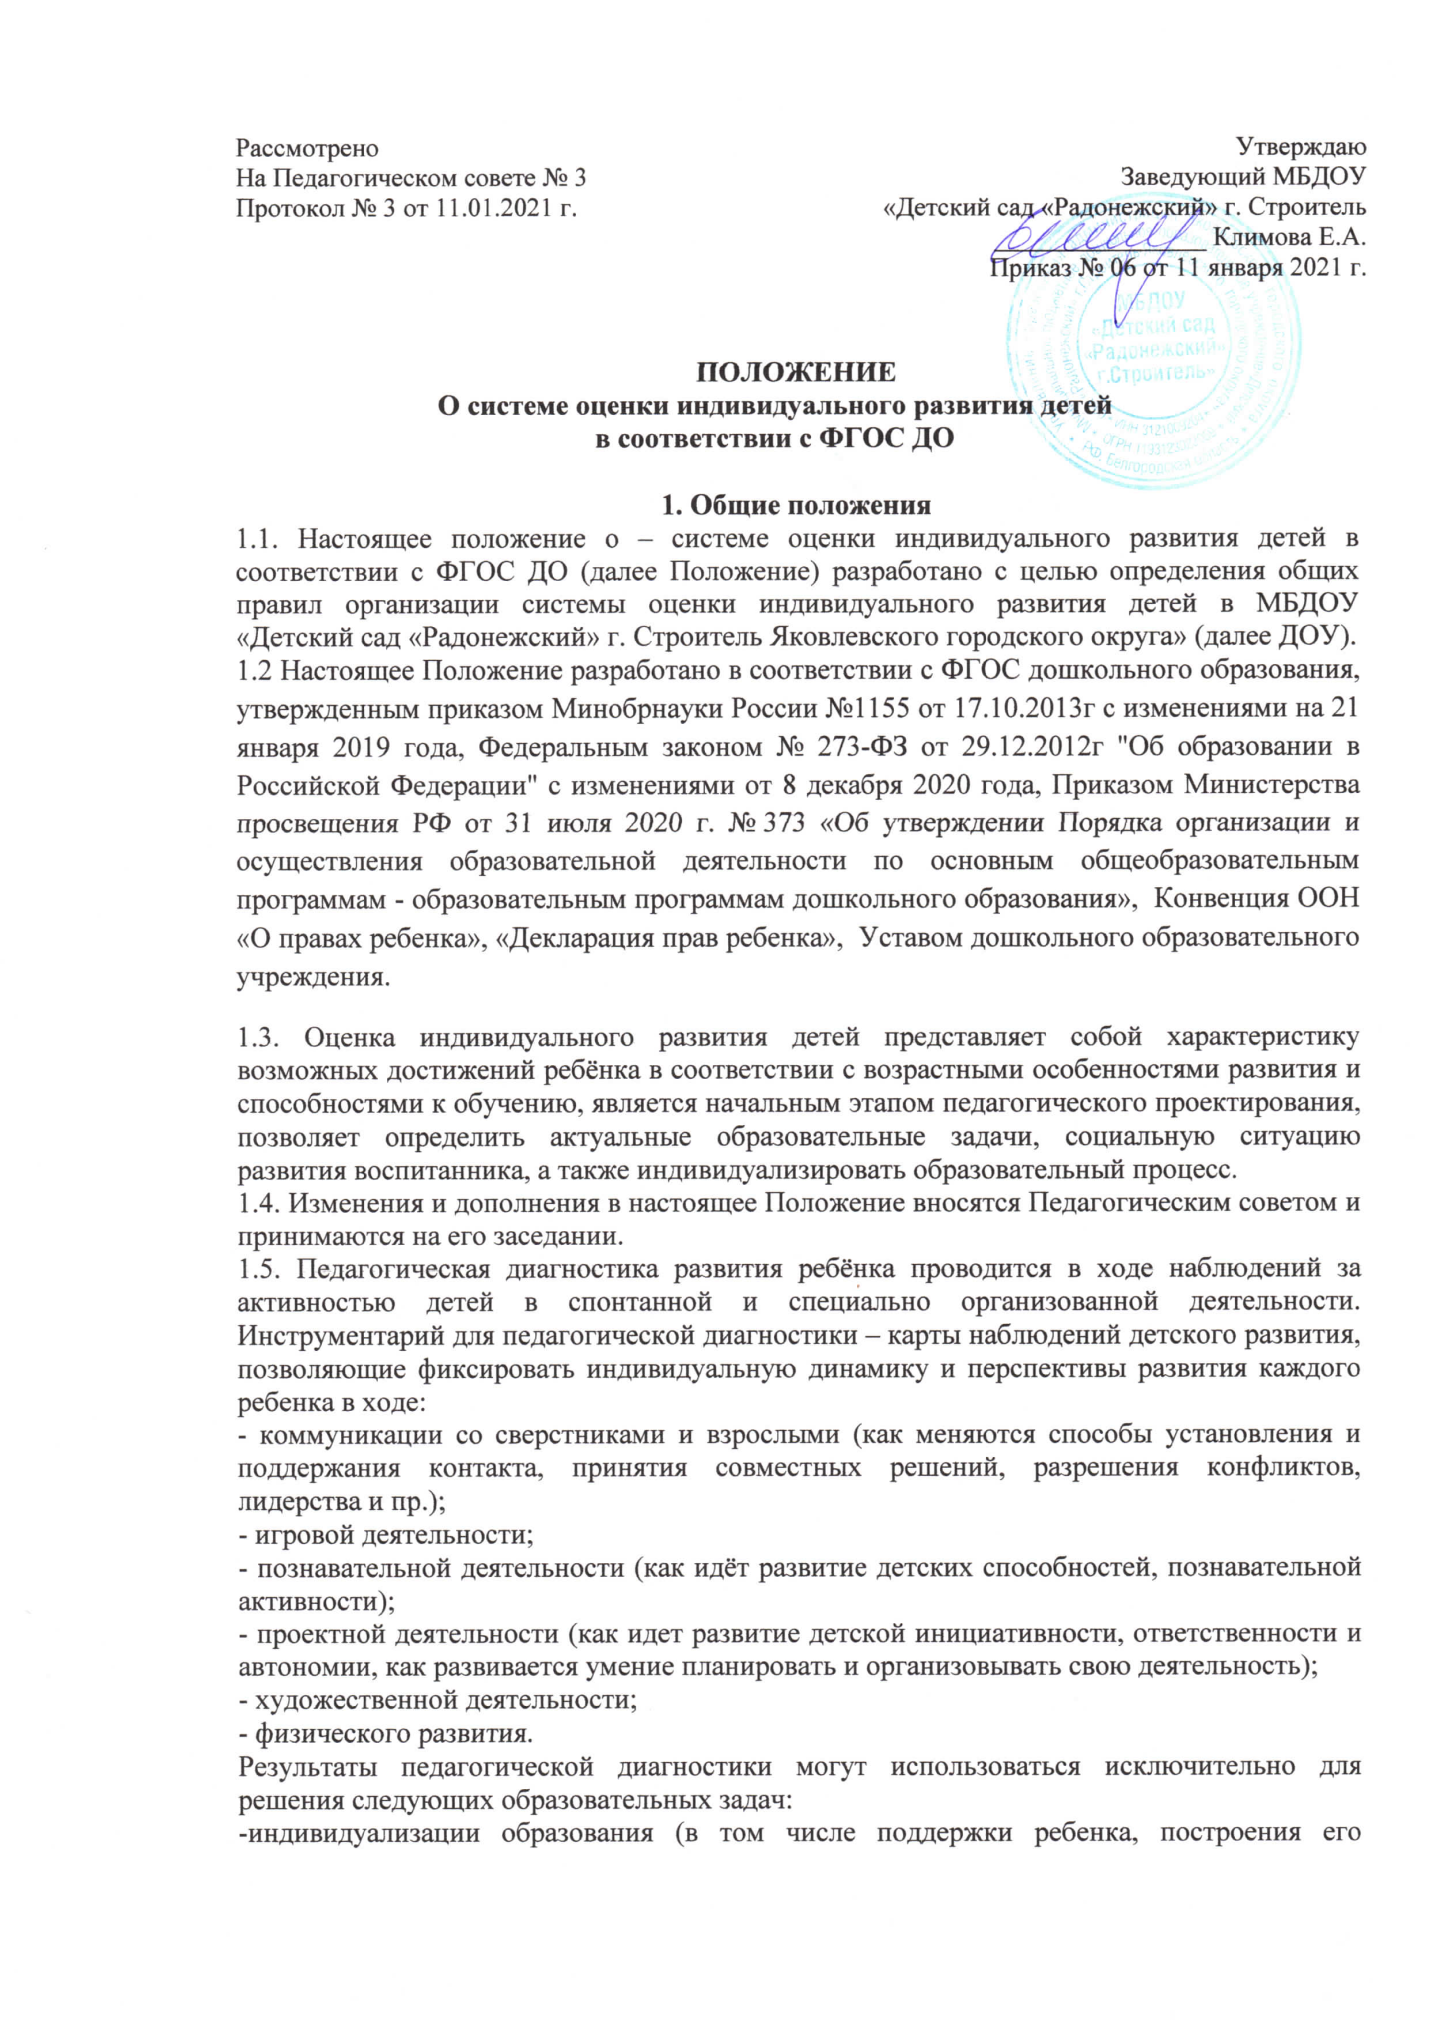 Рассмотрено
На Педагогическом совете № 3
Протокол № 3 от 11.01.2021 г.
Утверждаю
Заведующий МБДОУ
«Детский сад «Радонежский» г. Строитель
Климова Е.А.
Приказ № 06 от 11 января 2021 г.
МБДОУ
«Детский сад
«Радонежский»
г.Строитель»
ПОЛОЖЕНИЕ
О системе оценки индивидуального развития детей
в соответствии с ФГОС ДО
1. Общие положения
1.1. Настоящее положение о – системе оценки индивидуального развития детей в
соответствии с ФГОС ДО (далее Положение) разработано с целью определения общих
правил организации системы оценки индивидуального развития детей в МБДОУ
«Детский сад «Радонежский» г. Строитель Яковлевского городского округа» (далее ДОУ).
1.2 Настоящее Положение разработано в соответствии с ФГОС дошкольного образования,
утвержденным приказом Минобрнауки России №1155 от 17.10.2013г с изменениями на 21
января 2019 года, Федеральным законом № 273-ФЗ от 29.12.2012г "Об образовании в
Российской Федерации" с изменениями от 8 декабря 2020 года, Приказом Министерства
просвещения РФ от 31 июля 2020 г. № 373 «Об утверждении Порядка организации и
осуществления образовательной деятельности по основным общеобразовательным
программам - образовательным программам дошкольного образования», Конвенция ООН
«О правах ребенка», «Декларация прав ребенка», Уставом дошкольного образовательного
учреждения.
1.3. Оценка индивидуального развития детей представляет собой характеристику
возможных достижений ребёнка в соответствии с возрастными особенностями развития и
способностями к обучению, является начальным этапом педагогического проектирования,
позволяет определить актуальные образовательные задачи, социальную ситуацию
развития воспитанника, а также индивидуализировать образовательный процесс.
1.4. Изменения и дополнения в настоящее Положение вносятся Педагогическим советом и
принимаются на его заседании.
1.5. Педагогическая диагностика развития ребёнка проводится в ходе наблюдений за
активностью детей в спонтанной и специально организованной деятельности.
Инструментарий для педагогической диагностики – карты наблюдений детского развития,
позволяющие фиксировать индивидуальную динамику и перспективы развития каждого
ребенка в ходе:
- коммуникации со сверстниками и взрослыми (как меняются способы установления и
поддержания контакта, принятия совместных решений, разрешения конфликтов,
лидерства и пр.);
- игровой деятельности;
- познавательной деятельности (как идёт развитие детских способностей, познавательной
активности);
- проектной деятельности (как идет развитие детской инициативности, ответственности и
автономии, как развивается умение планировать и организовывать свою деятельность);
- художественной деятельности;
- физического развития.
Результаты педагогической диагностики могут использоваться исключительно для
решения следующих образовательных задач:
-индивидуализации образования (в том числе поддержки ребенка, построения его